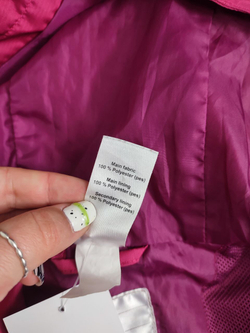 Main fabric:
100 % Polyester (pes)
Main lining
100 % Polyester (pes)
Secondary lining
100 % Polyester (pes)